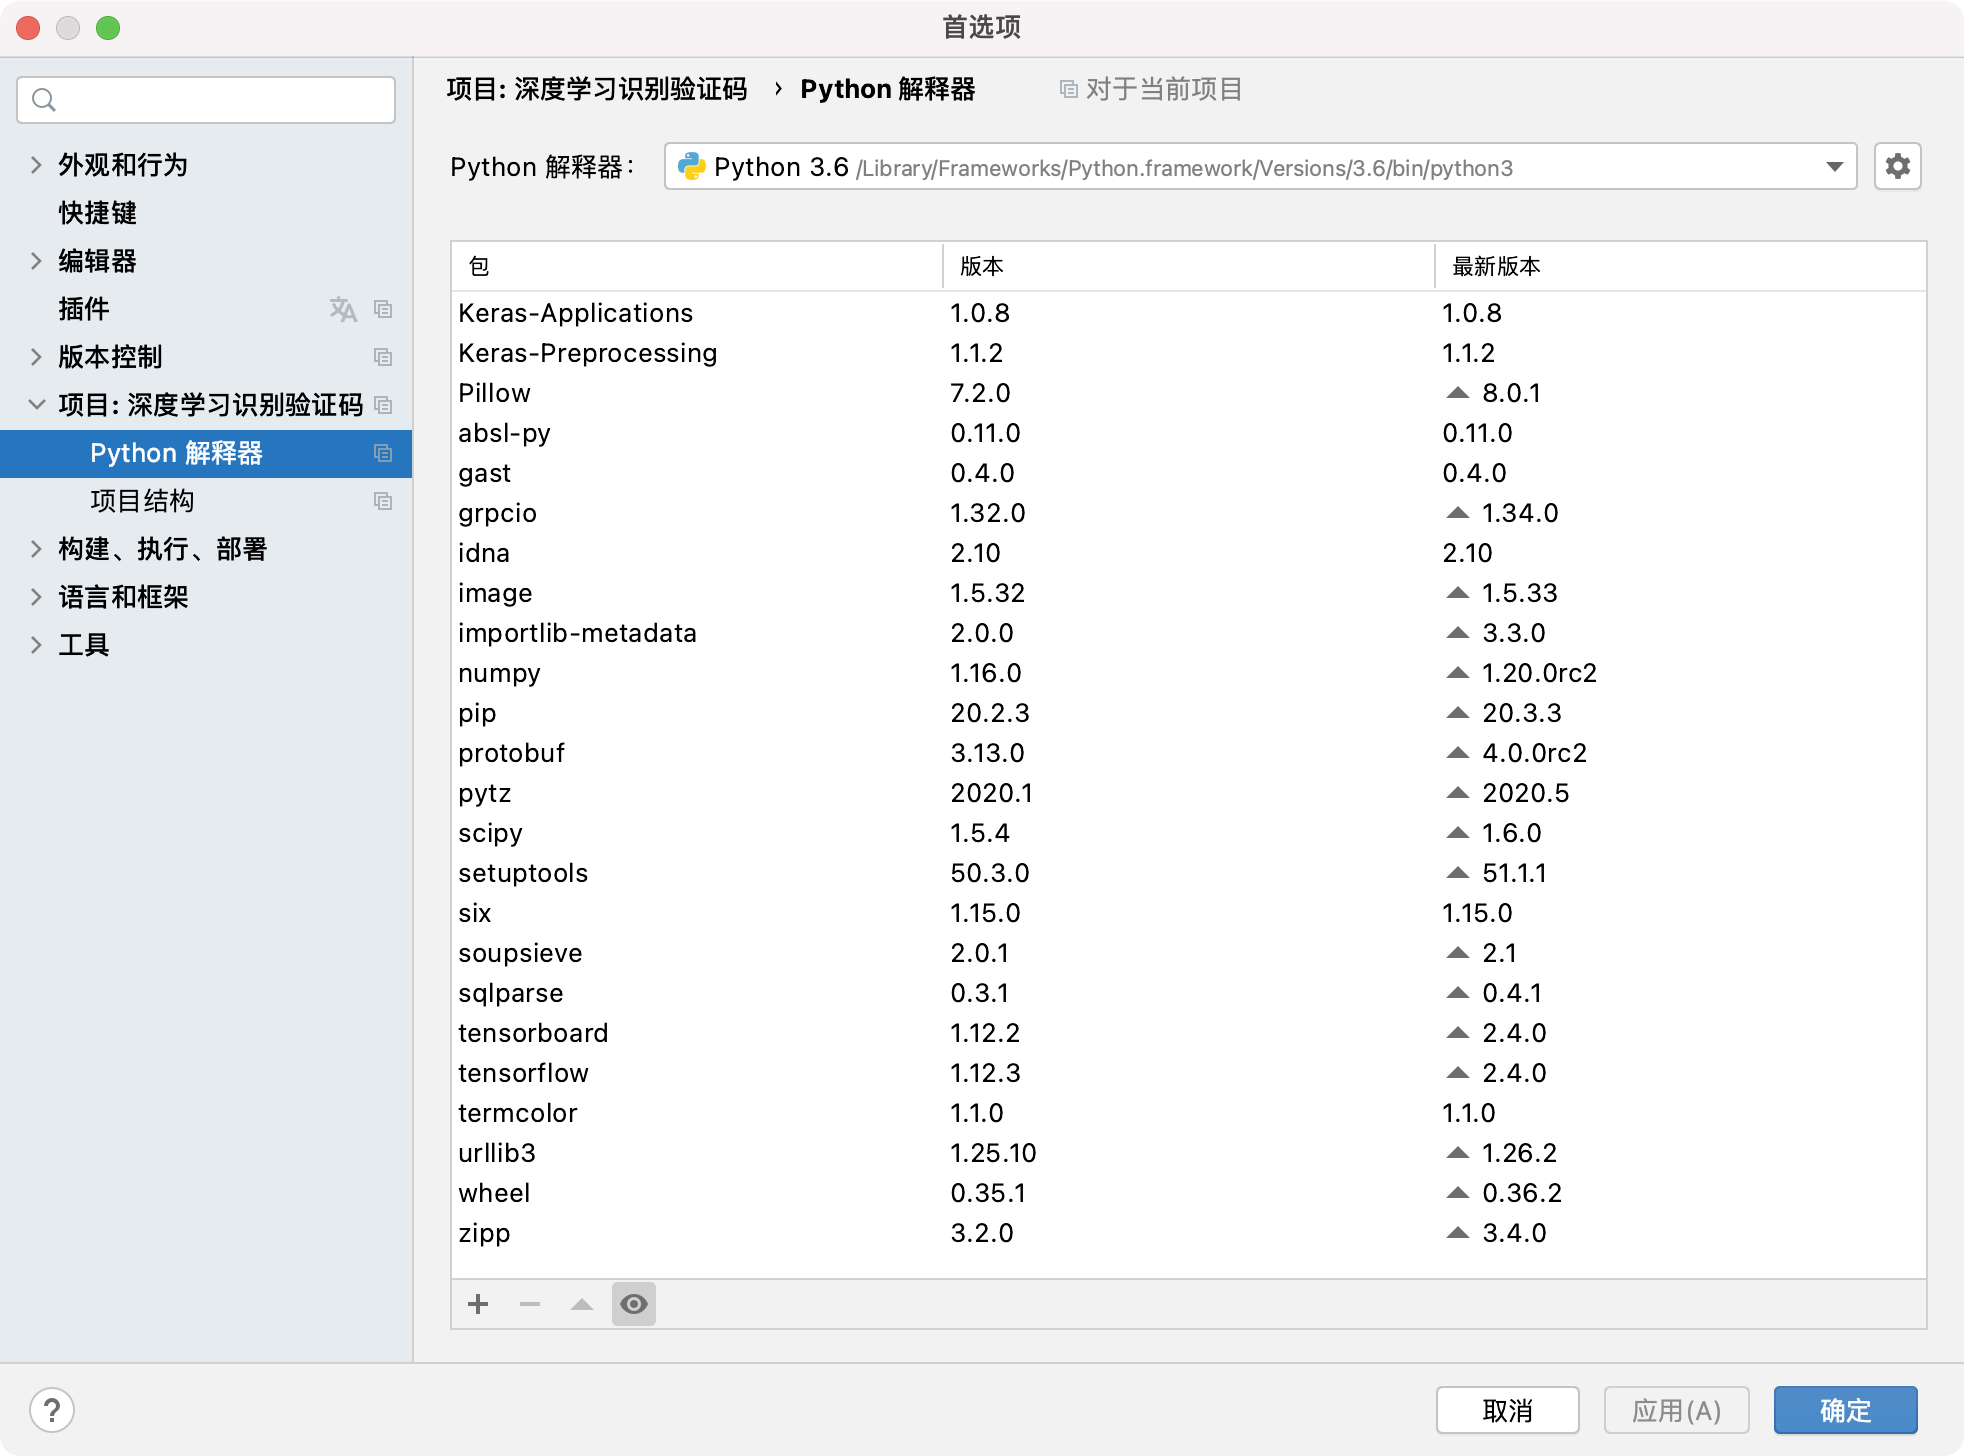 首选项
项目: 深度学习识别验证码 › Python 解释器 对于当前项目
外观和行为
快捷键
编辑器
插件
版本控制
项目: 深度学习识别验证码
Python 解释器
项目结构
构建、执行、部署
语言和框架
工具
Python 解释器： Python 3.6 /Library/Frameworks/Python.framework/Versions/3.6/bin/python3
包 版本 最新版本
Keras-Applications 1.0.8 1.0.8
Keras-Preprocessing 1.1.2 1.1.2
Pillow 7.2.0 8.0.1
absl-py 0.11.0 0.11.0
gast 0.4.0 0.4.0
grpcio 1.32.0 1.34.0
idna 2.10 2.10
image 1.5.32 1.5.33
importlib-metadata 2.0.0 3.3.0
numpy 1.16.0 1.20.0rc2
pip 20.2.3 20.3.3
protobuf 3.13.0 4.0.0rc2
pytz 2020.1 2020.5
scipy 1.5.4 1.6.0
setuptools 50.3.0 51.1.1
six 1.15.0 1.15.0
soupsieve 2.0.1 2.1
sqlparse 0.3.1 0.4.1
tensorboard 1.12.2 2.4.0
tensorflow 1.12.3 2.4.0
termcolor 1.1.0 1.1.0
urllib3 1.25.10 1.26.2
wheel 0.35.1 0.36.2
zipp 3.2.0 3.4.0
? 取消 应用(A) 确定